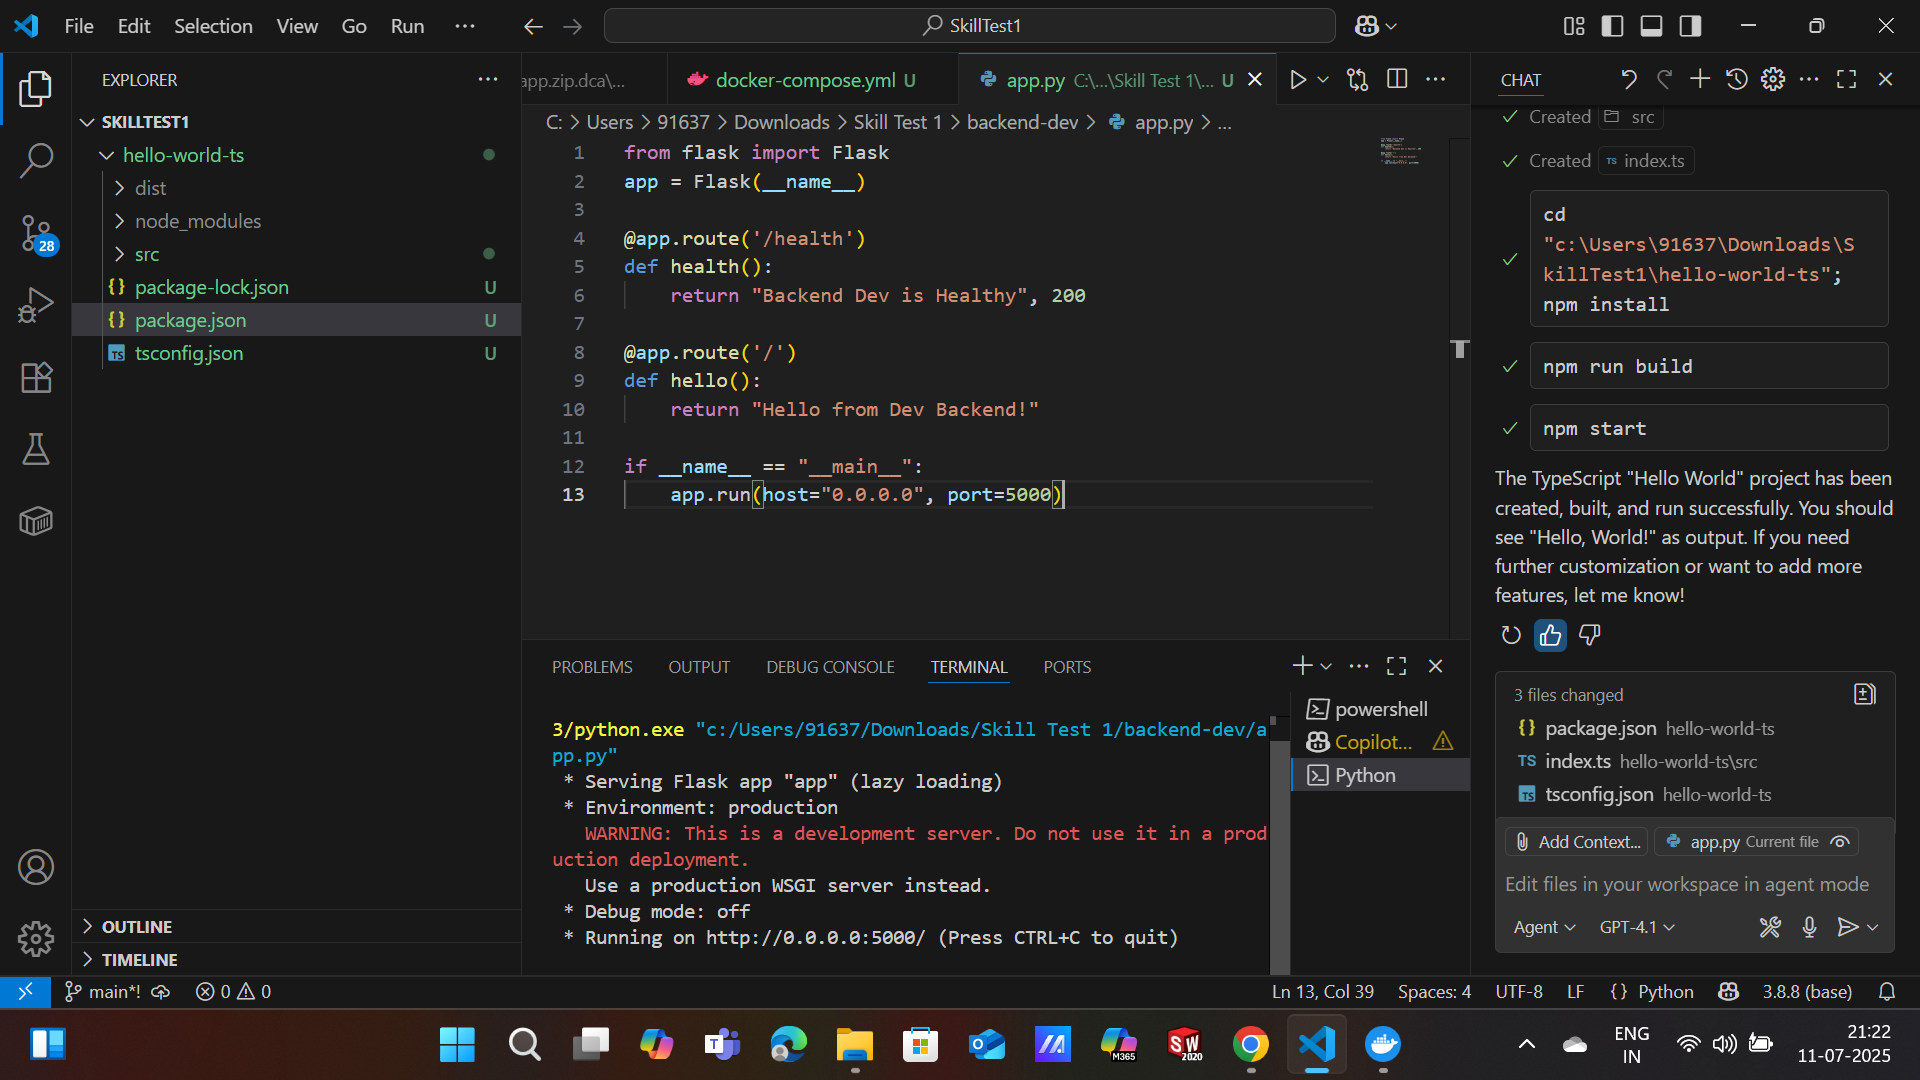 File Edit Selection View Go Run ···
SkillTest1
EXPLORER
SKILLTEST1
hello-world-ts
dist
node_modules
src
package-lock.json U
package.json U
tsconfig.json U
28
OUTLINE
TIMELINE
app.zip.dca\...
docker-compose.yml U
app.py C:\...\Skill Test 1\... U
C: > Users > 91637 > Downloads > Skill Test 1 > backend-dev > app.py > ...
1 from flask import Flask
2 app = Flask(__name__)
3
4 @app.route('/health')
5 def health():
6 return "Backend Dev is Healthy", 200
7
8 @app.route('/')
9 def hello():
10 return "Hello from Dev Backend!"
11
12 if __name__ == "__main__":
13 app.run(host="0.0.0.0", port=5000)
PROBLEMS OUTPUT DEBUG CONSOLE TERMINAL PORTS
3/python.exe "c:/Users/91637/Downloads/Skill Test 1/backend-dev/a
pp.py"
* Serving Flask app "app" (lazy loading)
* Environment: production
WARNING: This is a development server. Do not use it in a prod
uction deployment.
Use a production WSGI server instead.
* Debug mode: off
* Running on http://0.0.0.0:5000/ (Press CTRL+C to quit)
powershell
Copilot...
Python
CHAT
Created src
Created TS index.ts
cd
"c:\Users\91637\Downloads\S
killTest1\hello-world-ts";
npm install
npm run build
npm start
The TypeScript "Hello World" project has been
created, built, and run successfully. You should
see "Hello, World!" as output. If you need
further customization or want to add more
features, let me know!
3 files changed
{} package.json hello-world-ts
TS index.ts hello-world-ts\src
TS tsconfig.json hello-world-ts
Add Context... app.py Current file
Edit files in your workspace in agent mode
Agent GPT-4.1
main*! 0 0
Ln 13, Col 39 Spaces: 4 UTF-8 LF {} Python 3.8.8 (base)
M365
SW
2020
ENG
IN
21:22
11-07-2025